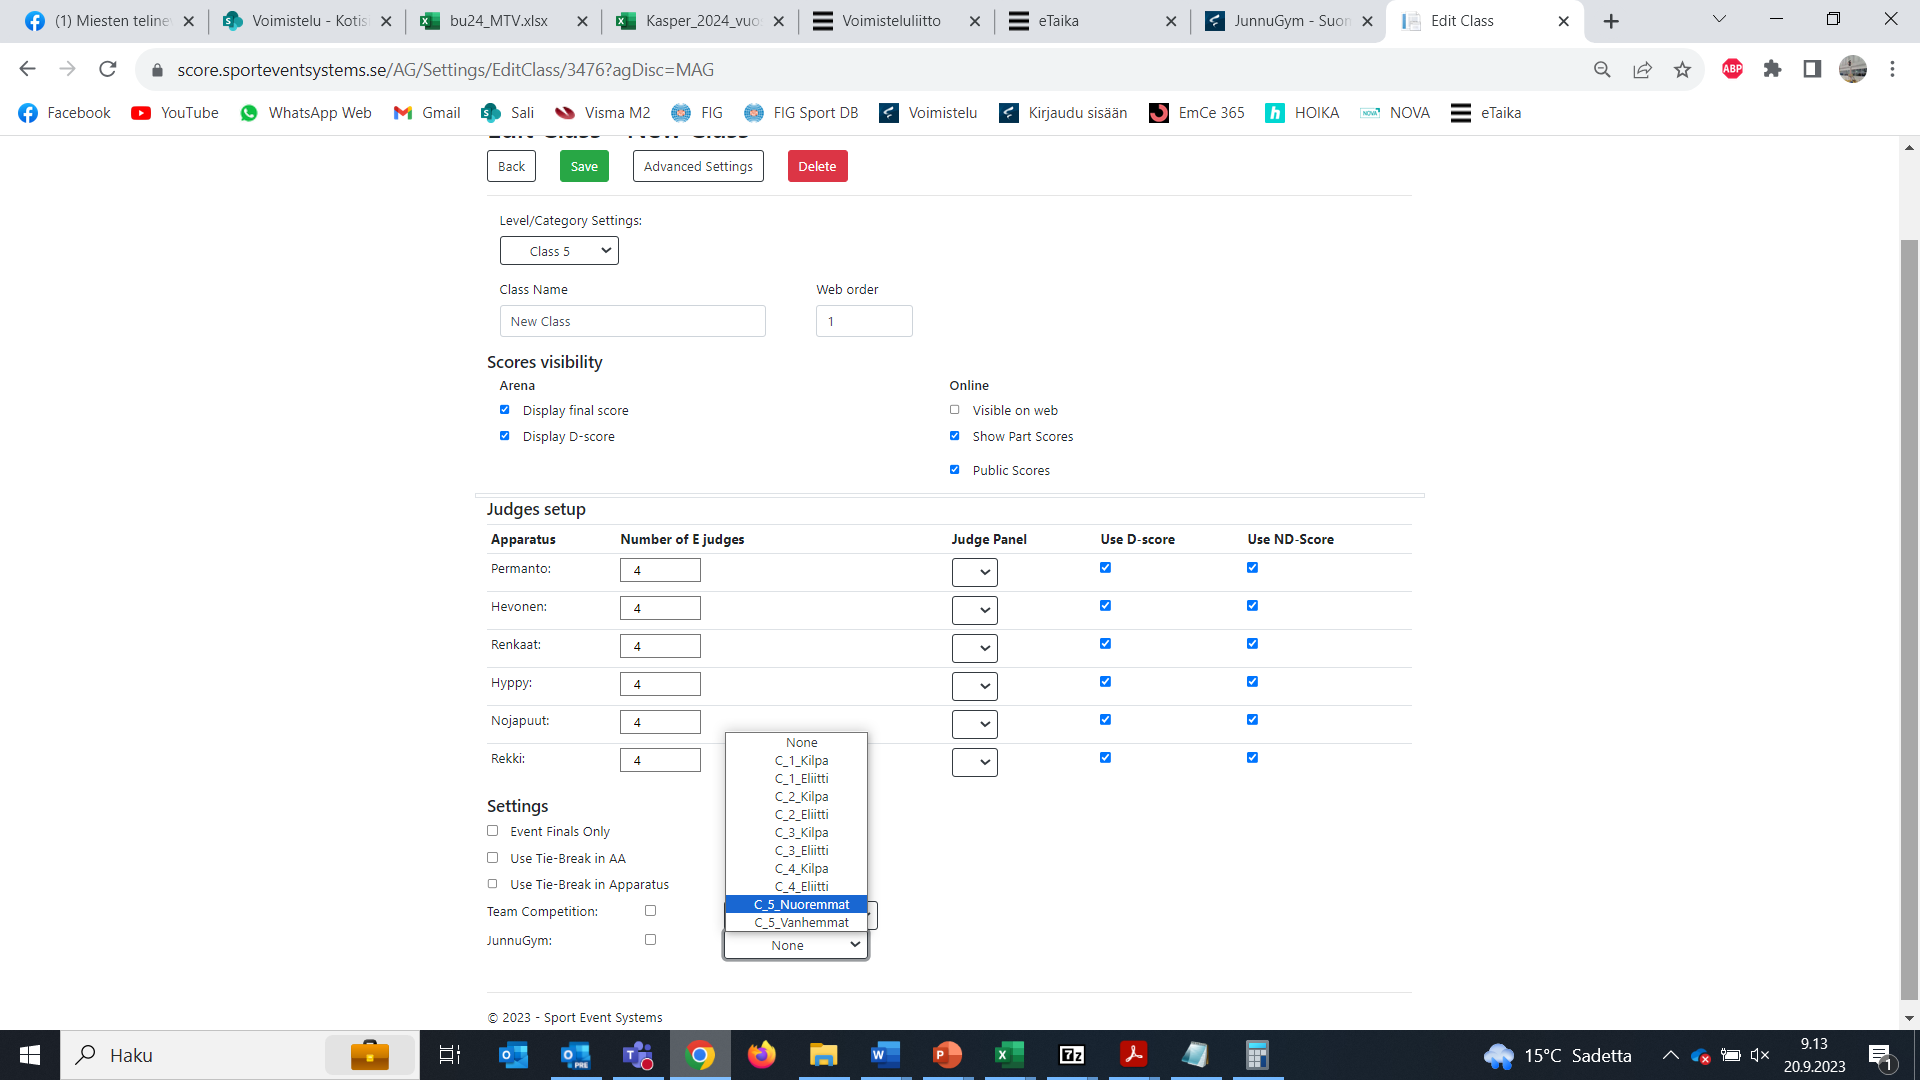 (1) Miesten teline
Voimistelu - Kotis
bu24_MTV.xlsx
Kasper_2024_vuo
Voimisteluliitto
eTaika
JunnuGym - Suo
Edit Class
score.sporteventsystems.se/AG/Settings/EditClass/3476?agDisc=MAG
ABP
Facebook
YouTube
WhatsApp Web
Gmail
Sali
Visma M2
FIG
FIG Sport DB
Voimistelu
Kirjaudu sisään
EmCe 365
HOIKA
NOVA
eTaika
Edit Class - New Class
Back
Save
Advanced Settings
Delete
Level/Category Settings:
Class 5
Class Name
Web order
New Class
1
Scores visibility
Arena
Online
Display final score
Visible on web
Display D-score
Show Part Scores
Public Scores
Judges setup
Apparatus
Number of E judges
Judge Panel
Use D-score
Use ND-Score
Permanto:
4
Hevonen:
4
Renkaat:
4
Hyppy:
4
Nojapuut:
4
Rekki:
4
None
C_1_Kilpa
C_1_Eliitti
C_2_Kilpa
C_2_Eliitti
C_3_Kilpa
C_3_Eliitti
C_4_Kilpa
C_4_Eliitti
C_5_Nuoremmat
C_5_Vanhemmat
Settings
Event Finals Only
Use Tie-Break in AA
Use Tie-Break in Apparatus
Team Competition:
JunnuGym:
None
© 2023 - Sport Event Systems
Haku
15°C Sadetta
9.13
20.9.2023
1